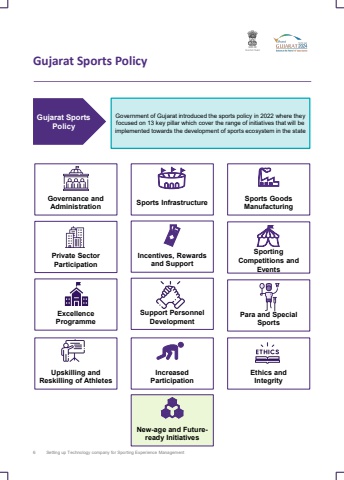 GUJARAT
Gujarat Sports Policy
Gujarat Sports
Policy
Government of Gujarat introduced the sports policy in 2022 where they
focused on 13 key pillar which cover the range of initiatives that will be
implemented towards the development of sports ecosystem in the state
Governance and
Administration
Sports Infrastructure
Sports Goods
Manufacturing
Private Sector
Participation
Incentives, Rewards
and Support
Sporting
Competitions and
Events
Excellence
Programme
Support Personnel
Development
Para and Special
Sports
Upskilling and
Reskilling of Athletes
Increased
Participation
ETHICS
Ethics and
Integrity
New-age and Future-
ready Initiatives
Setting up Technology company for Sporting Experience Management